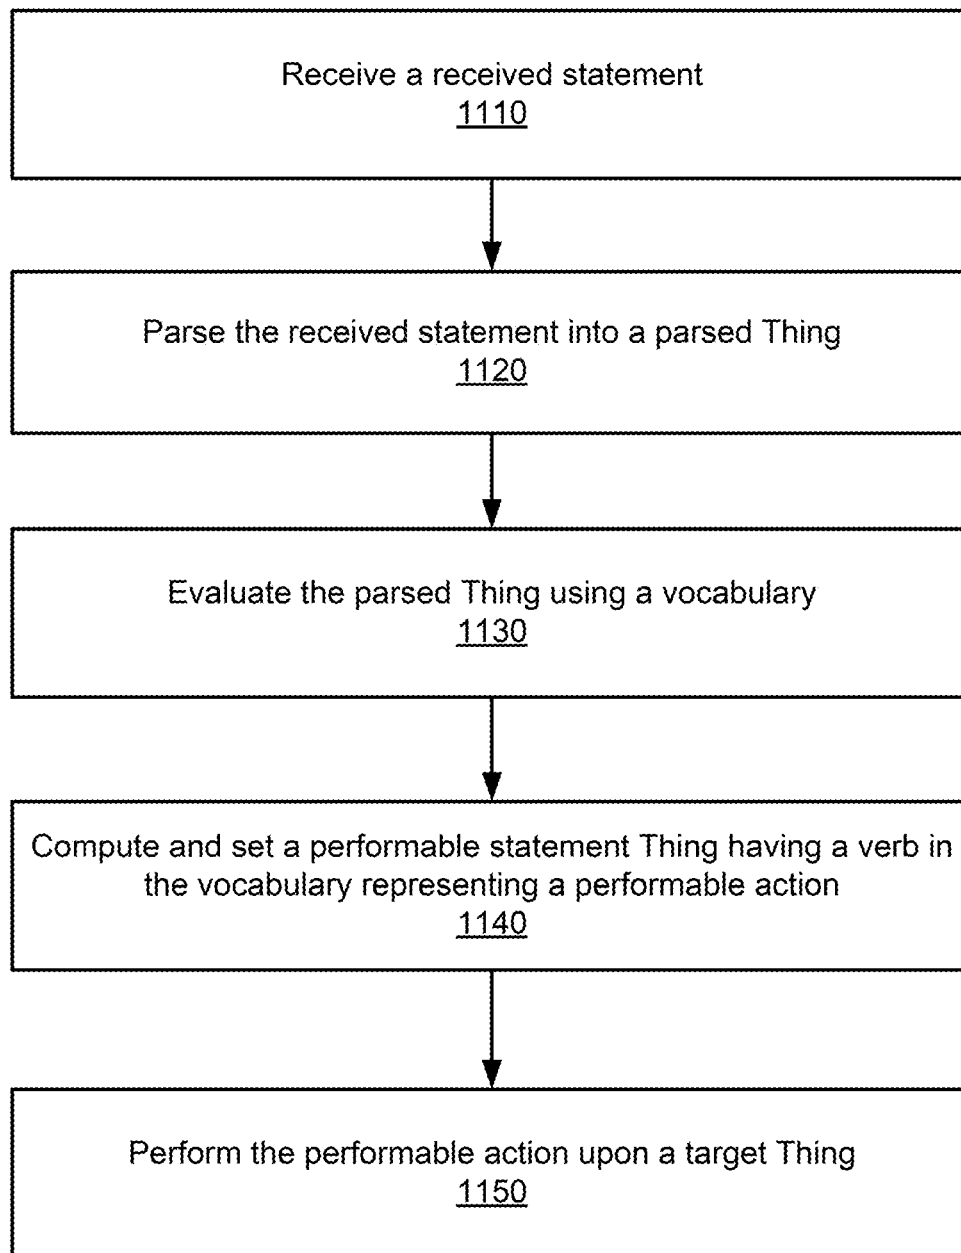 Receive a received statement
1110
Parse the received statement into a parsed Thing
1120
Evaluate the parsed Thing using a vocabulary
1130
Compute and set a performable statement Thing having a verb in
the vocabulary representing a performable action
1140
Perform the performable action upon a target Thing
1150